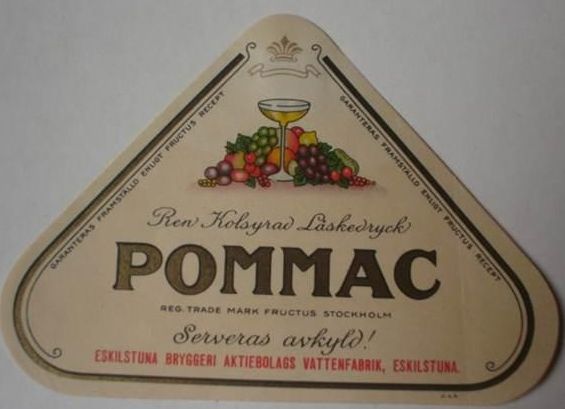 GARANTERAS FRAMSTÄLLD ENLIGT FRUCTUS RECEPT
GARANTERAS FRAMSTÄLLD ENLIGT FRUCTUS RECEPT
Ren Kolsyrad Läskedryck
POMMAC
REG. TRADE MARK FRUCTUS STOCKHOLM
Serveras avkyld!
ESKILSTUNA BRYGGERI AKTIEBOLAGS VATTENFABRIK, ESKILSTUNA.